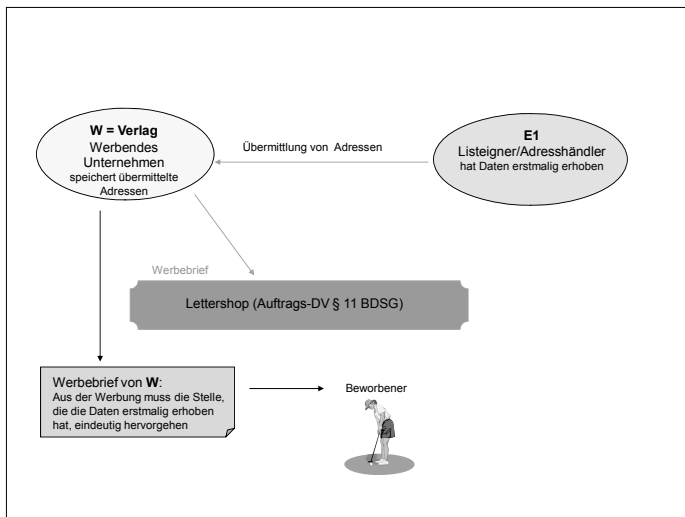 W = Verlag
Werbendes
Unternehmen
speichert übermittelte
Adressen
Übermittlung von Adressen
E1
Listeigner/Adresshändler
hat Daten erstmalig erhoben
Werbebrief
Lettershop (Auftrags-DV § 11 BDSG)
Werbebrief von W:
Aus der Werbung muss die Stelle,
die die Daten erstmalig erhoben
hat, eindeutig hervorgehen
Beworbener